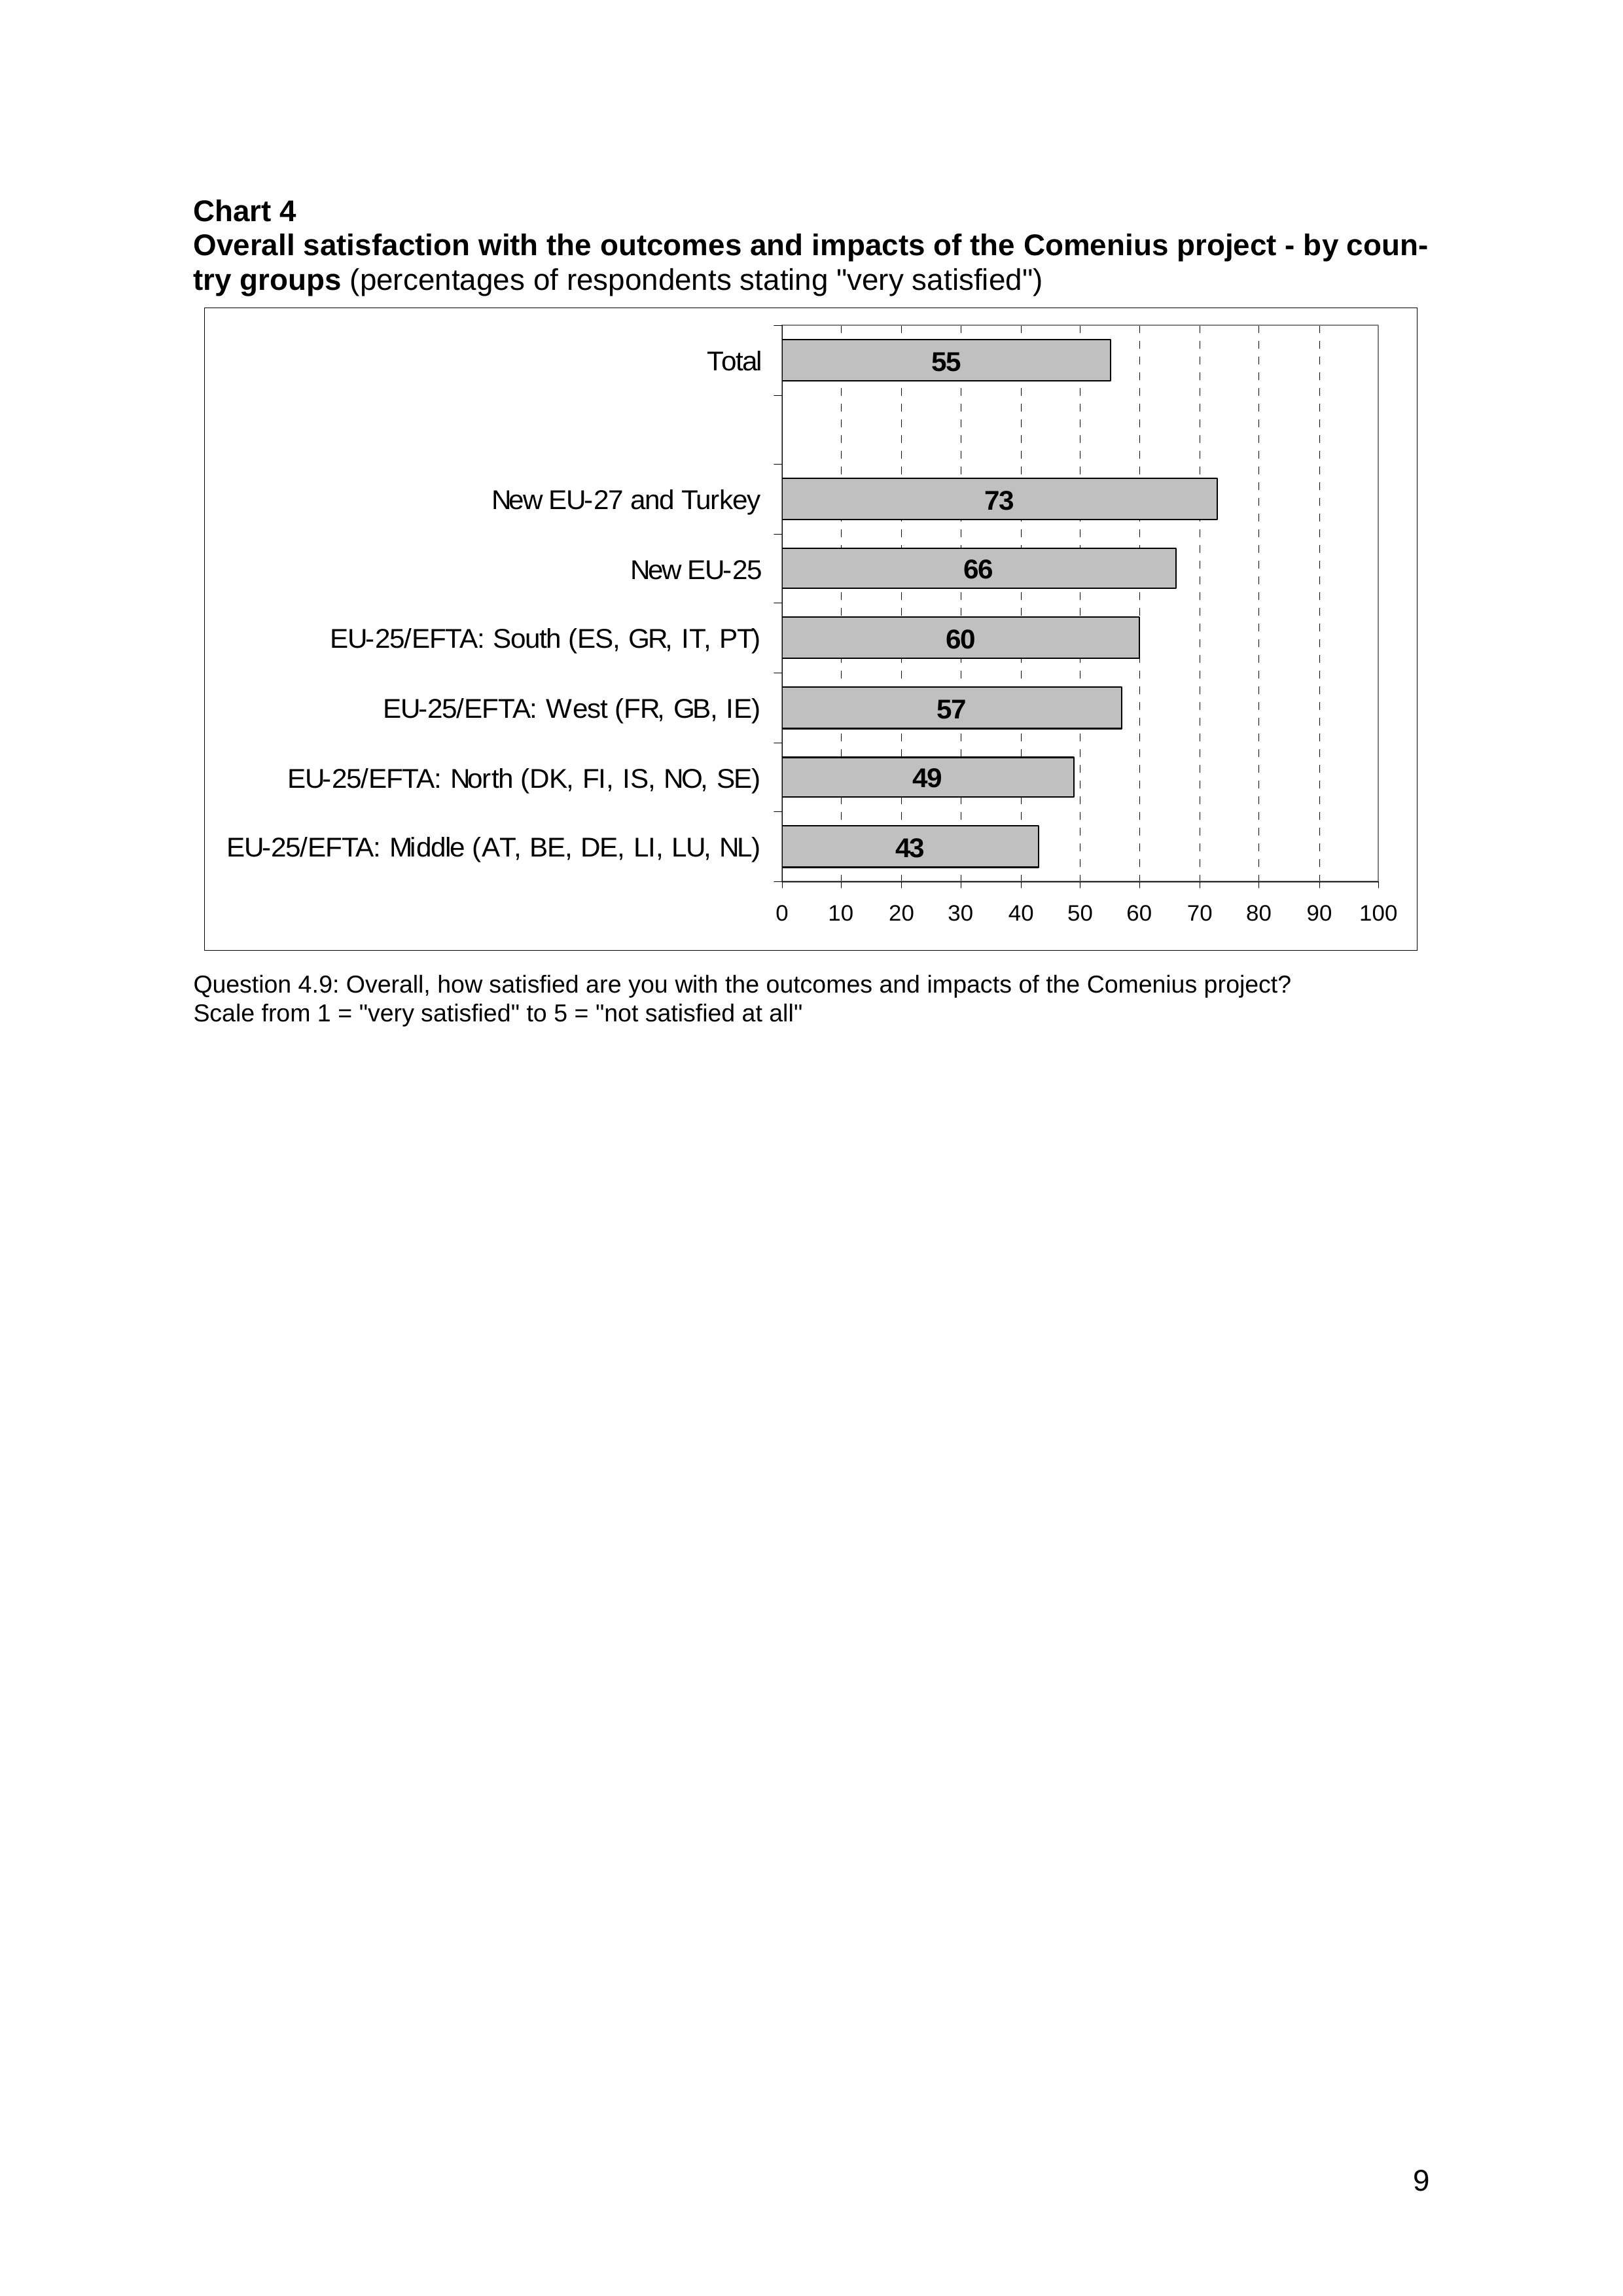 Chart 4
Overall satisfaction with the outcomes and impacts of the Comenius project - by coun-
try groups (percentages of respondents stating "very satisfied")
Total 55
New EU-27 and Turkey 73
New EU-25 66
EU-25/EFTA: South (ES, GR, IT, PT) 60
EU-25/EFTA: West (FR, GB, IE) 57
EU-25/EFTA: North (DK, FI, IS, NO, SE) 49
EU-25/EFTA: Middle (AT, BE, DE, LI, LU, NL) 43
0 10 20 30 40 50 60 70 80 90 100
Question 4.9: Overall, how satisfied are you with the outcomes and impacts of the Comenius project?
Scale from 1 = "very satisfied" to 5 = "not satisfied at all"
9